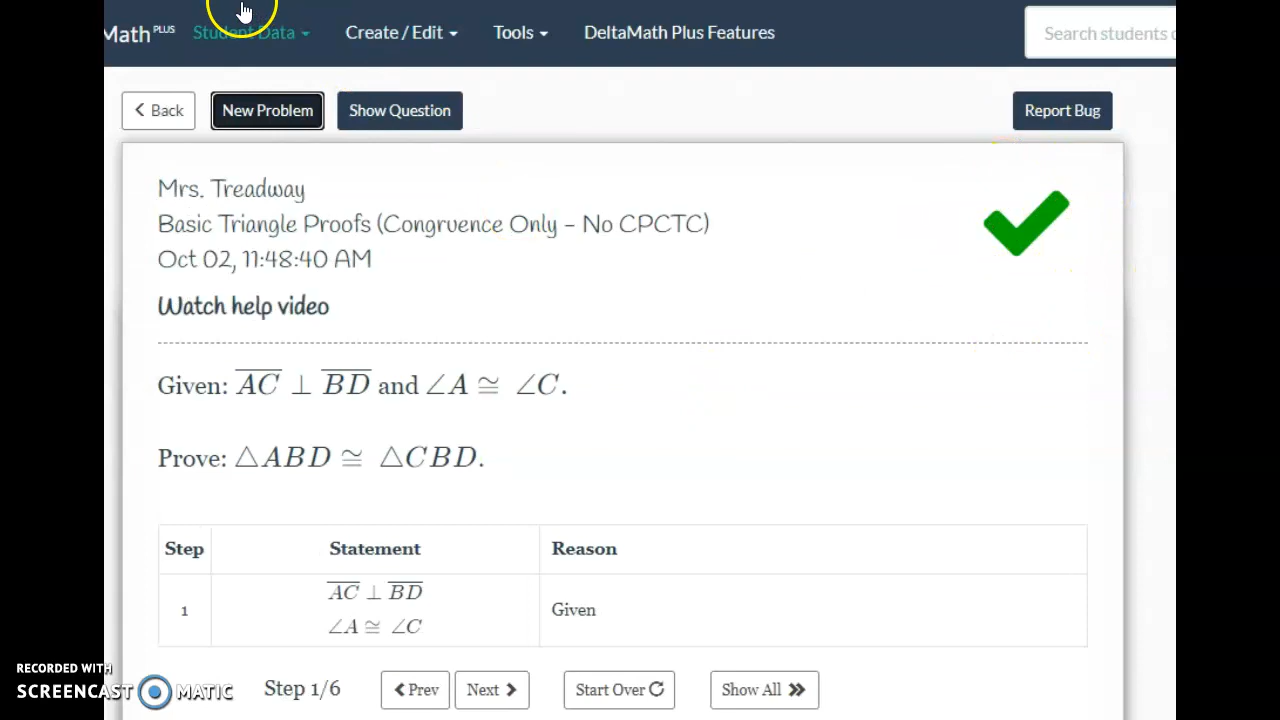 Math PLUS Student Data Create / Edit Tools DeltaMath Plus Features Search students
Back New Problem Show Question Report Bug
Mrs. Treadway
Basic Triangle Proofs (Congruence Only - No CPCTC)
Oct 02, 11:48:40 AM
Watch help video
Given: AC ⊥ BD and ∠A ≅ ∠C.
Prove: △ABD ≅ △CBD.
Step Statement Reason
AC ⊥ BD
1 Given
∠A ≅ ∠C
Step 1/6 Prev Next Start Over Show All
RECORDED WITH
SCREENCAST MATIC